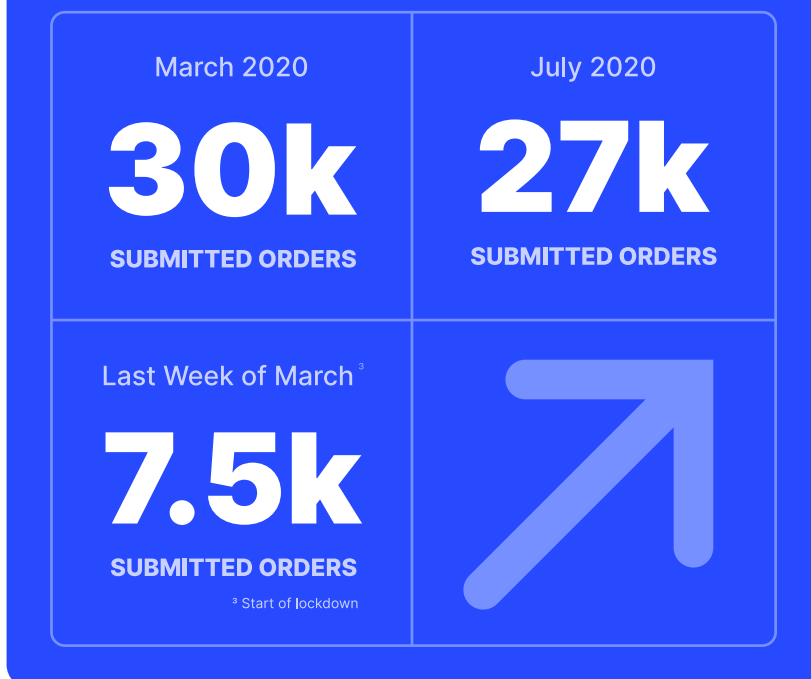 March 2020
30k
SUBMITTED ORDERS
July 2020
27k
SUBMITTED ORDERS
Last Week of March ³
7.5k
SUBMITTED ORDERS
³ Start of lockdown